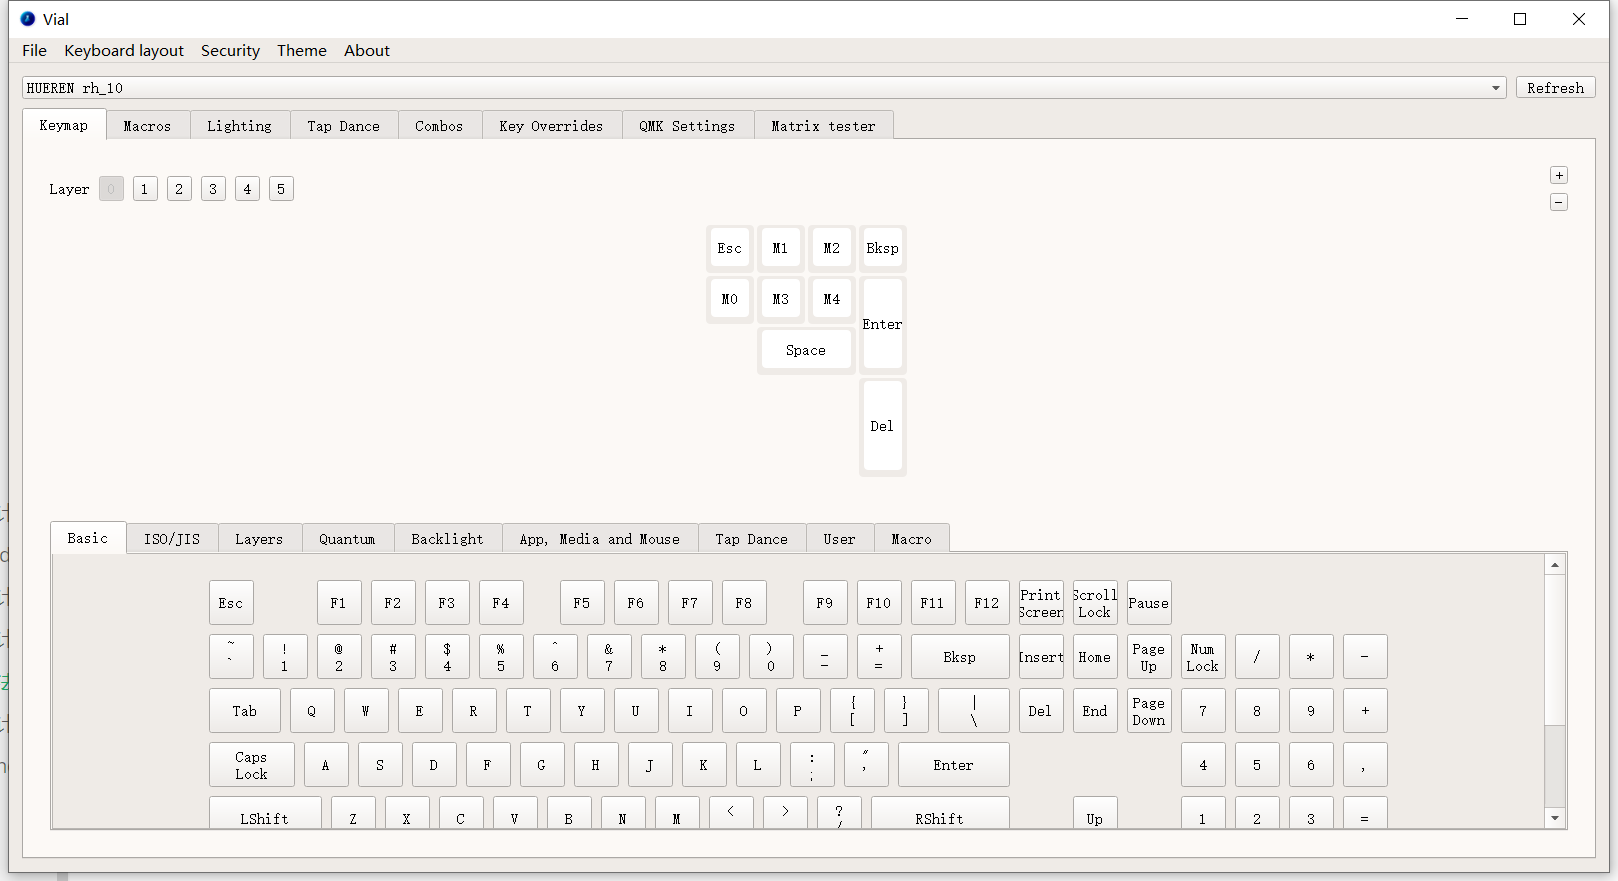 Vial
File Keyboard layout Security Theme About
HUEREN rh_10 Refresh
Keymap Macros Lighting Tap Dance Combos Key Overrides QMK Settings Matrix tester
Layer 0 1 2 3 4 5 +
−
Esc M1 M2 Bksp
M0 M3 M4 Enter
Space
Del
Basic ISO/JIS Layers Quantum Backlight App, Media and Mouse Tap Dance User Macro
Esc F1 F2 F3 F4 F5 F6 F7 F8 F9 F10 F11 F12 Print Screen Scroll Lock Pause
~ ` ! 1 @ 2 # 3 $ 4 % 5 ^ 6 & 7 * 8 ( 9 ) 0 _ - + = Bksp Insert Home Page Up Num Lock / * -
Tab Q W E R T Y U I O P { [ } ] | \ Del End Page Down 7 8 9 +
Caps Lock A S D F G H J K L : ; " ' Enter 4 5 6 ,
LShift Z X C V B N M < > ? / RShift Up 1 2 3 =